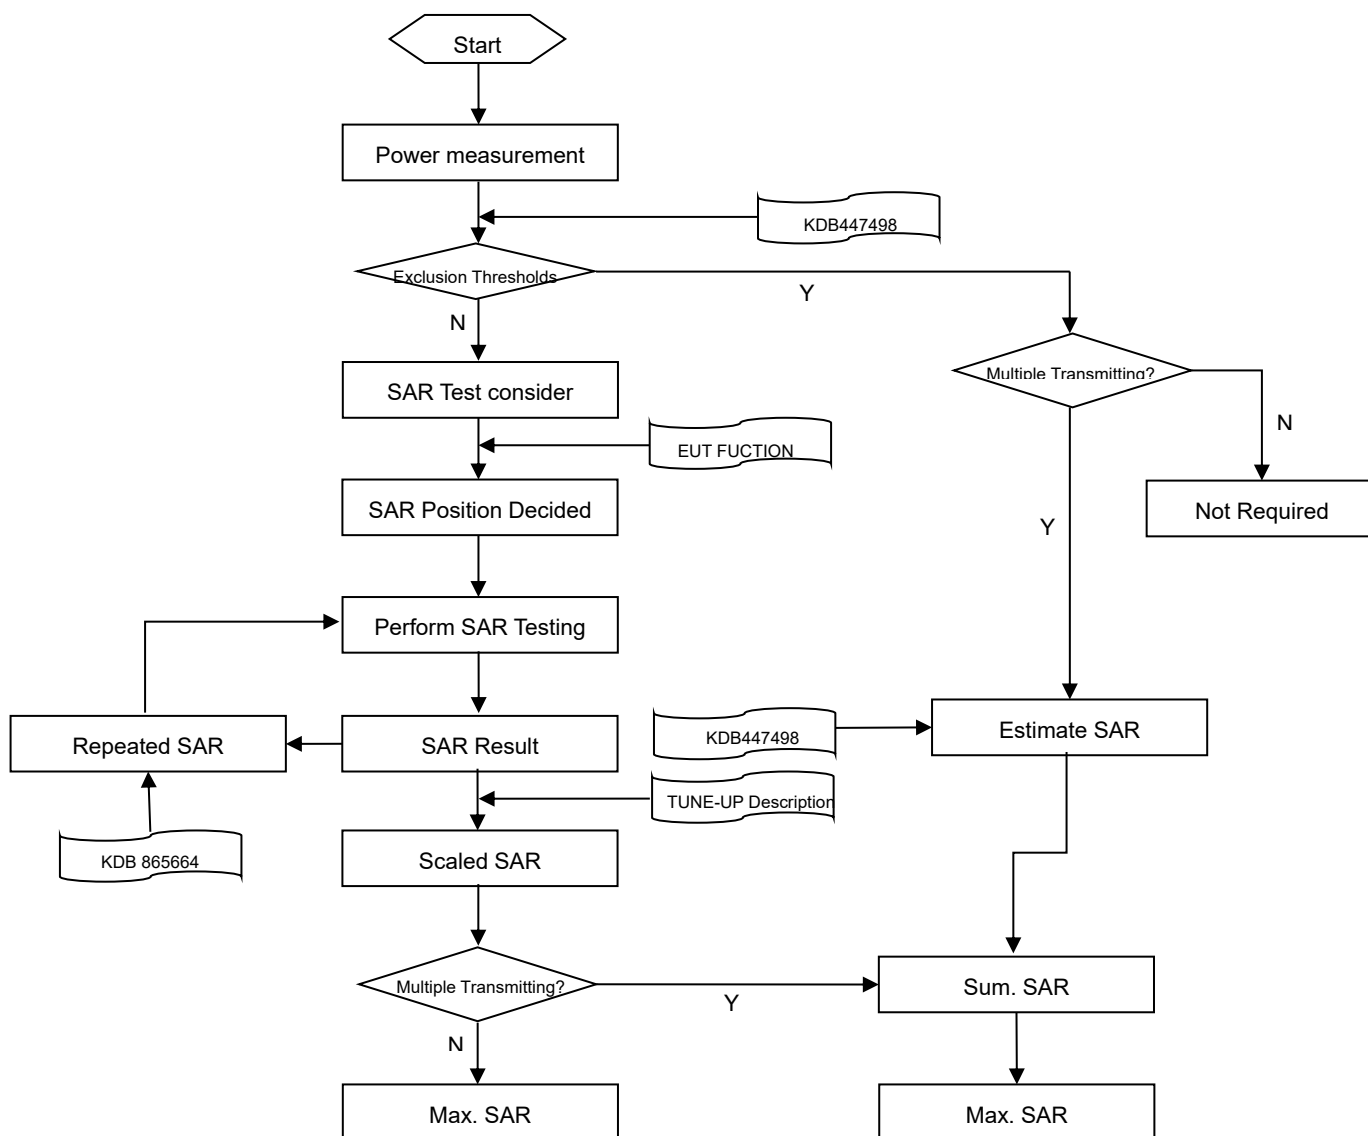 Start
Power measurement
KDB447498
Exclusion Thresholds
Y
N
SAR Test consider
Multiple Transmitting?
N
EUT FUCTION
SAR Position Decided
Not Required
Y
Perform SAR Testing
Repeated SAR
SAR Result
KDB447498
Estimate SAR
TUNE-UP Description
KDB 865664
Scaled SAR
Multiple Transmitting?
Y
Sum. SAR
N
Max. SAR
Max. SAR